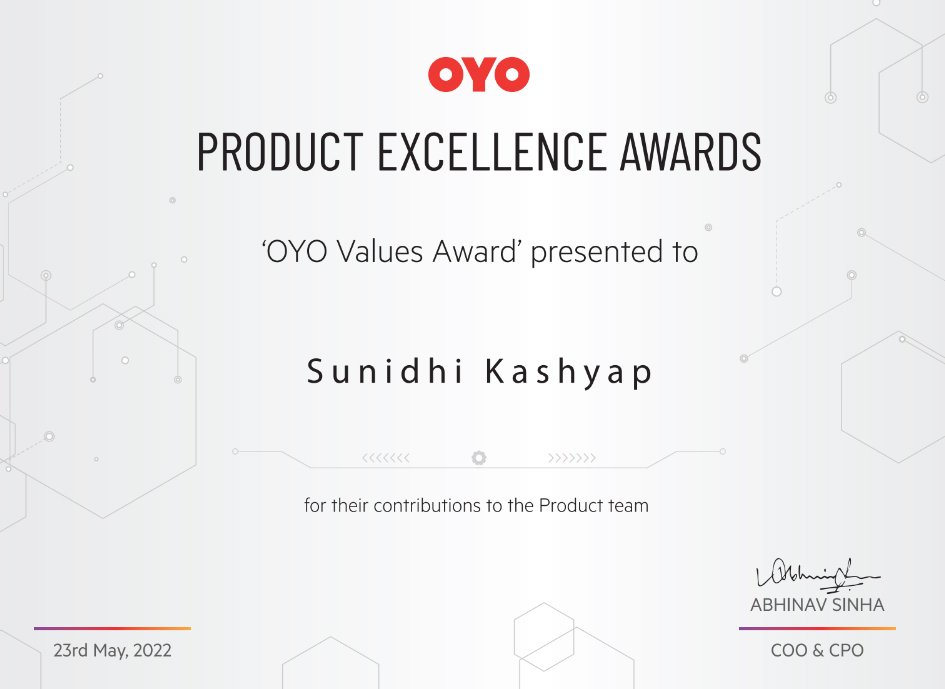 OYO
PRODUCT EXCELLENCE AWARDS
‘OYO Values Award’ presented to
Sunidhi Kashyap
for their contributions to the Product team
ABHINAV SINHA
23rd May, 2022
COO & CPO